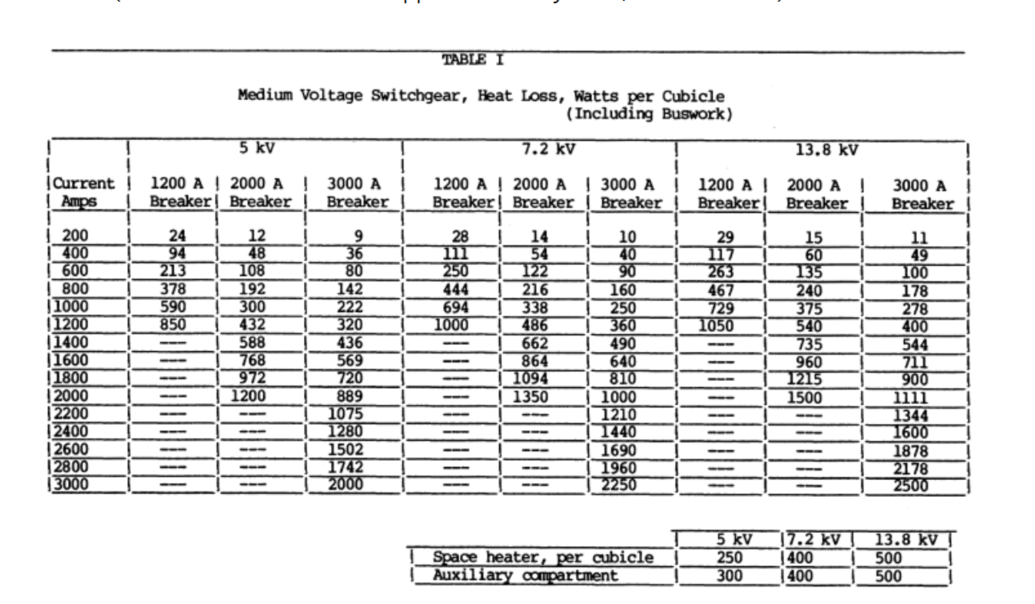 TABLE I
Medium Voltage Switchgear, Heat Loss, Watts per Cubicle
(Including Buswork)
5 kV 7.2 kV 13.8 kV
Current 1200 A 2000 A 3000 A 1200 A 2000 A 3000 A 1200 A 2000 A 3000 A
Amps Breaker Breaker Breaker Breaker Breaker Breaker Breaker Breaker Breaker
200 24 12 9 28 14 10 29 15 11
400 94 48 36 111 54 40 117 60 49
600 213 108 80 250 122 90 263 135 100
800 378 192 142 444 216 160 467 240 178
1000 590 300 222 694 338 250 729 375 278
1200 850 432 320 1000 486 360 1050 540 400
1400 --- 588 436 --- 662 490 --- 735 544
1600 --- 768 569 --- 864 640 --- 960 711
1800 --- 972 720 --- 1094 810 --- 1215 900
2000 --- 1200 889 --- 1350 1000 --- 1500 1111
2200 --- --- 1075 --- --- 1210 --- --- 1344
2400 --- --- 1280 --- --- 1440 --- --- 1600
2600 --- --- 1502 --- --- 1690 --- --- 1878
2800 --- --- 1742 --- --- 1960 --- --- 2178
3000 --- --- 2000 --- --- 2250 --- --- 2500
5 kV 7.2 kV 13.8 kV
Space heater, per cubicle 250 400 500
Auxiliary compartment 300 400 500